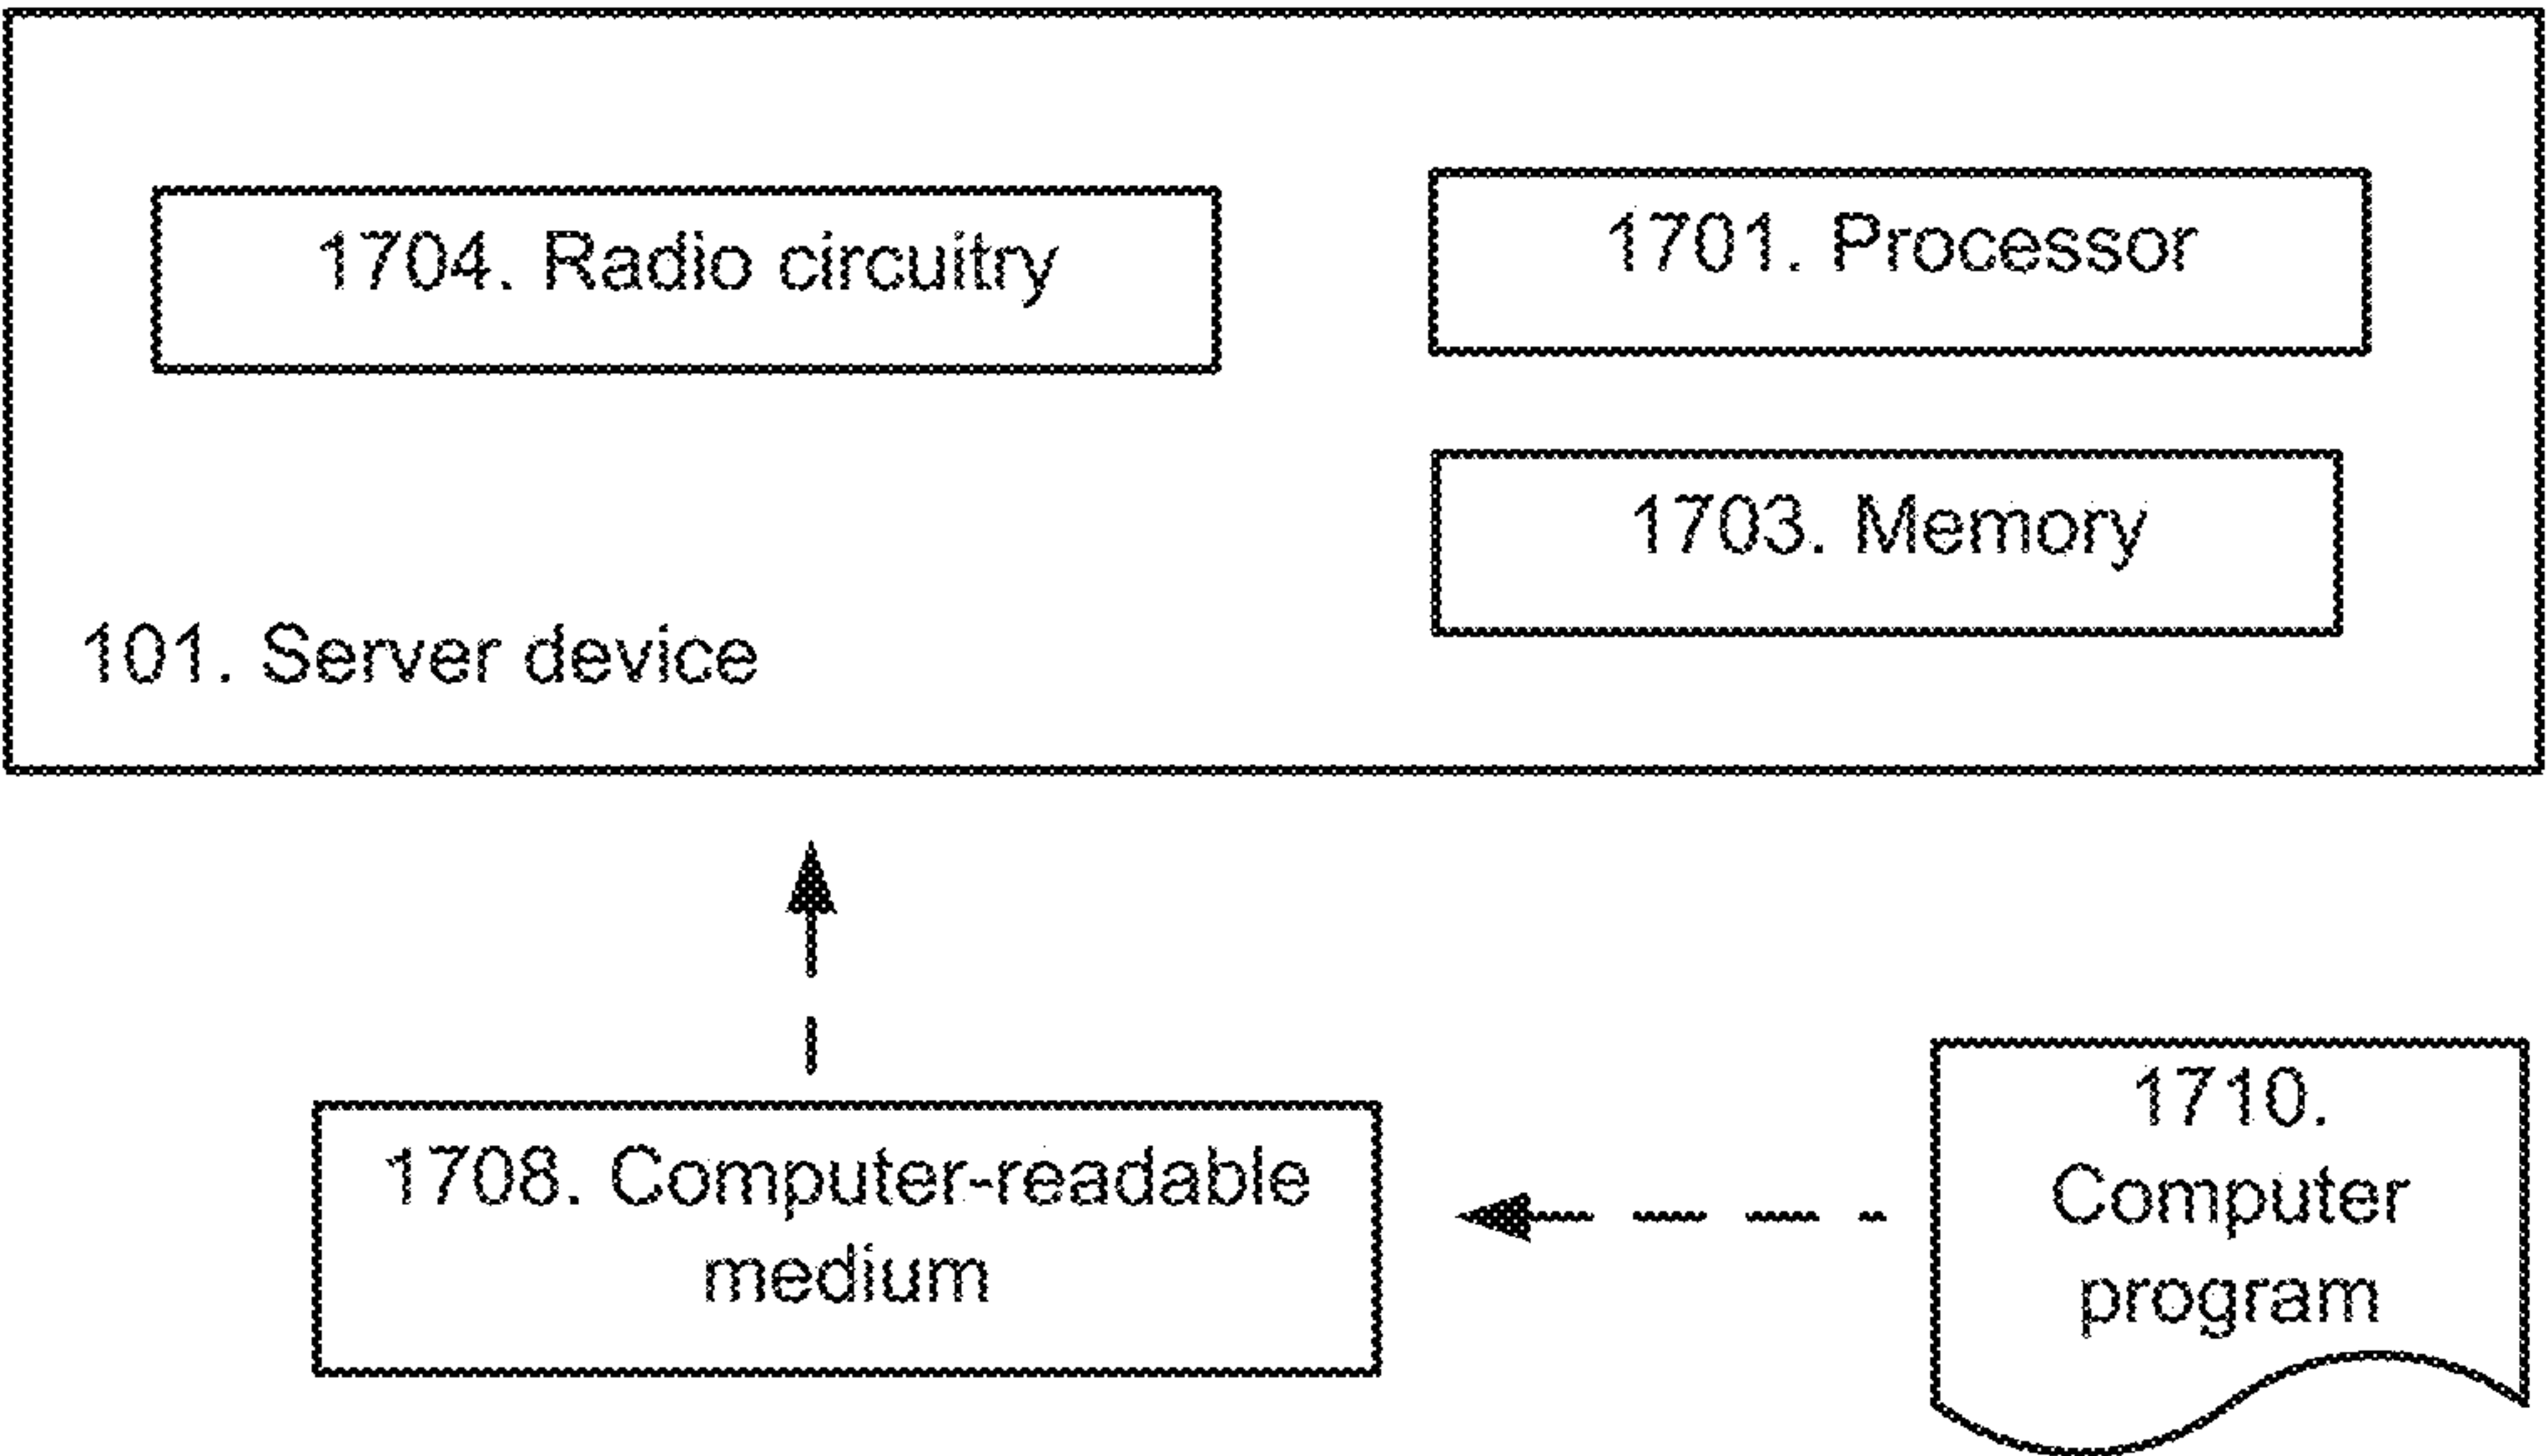 1704. Radio circuitry
1701. Processor
1703. Memory
101. Server device
1708. Computer-readable
medium
1710.
Computer
program